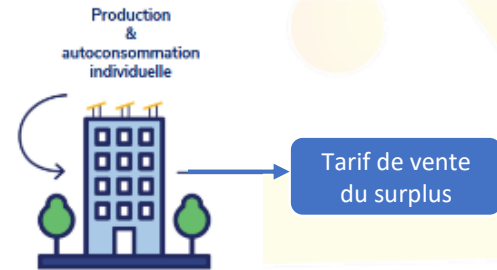 Production
&
autoconsommation
individuelle
Tarif de vente
du surplus